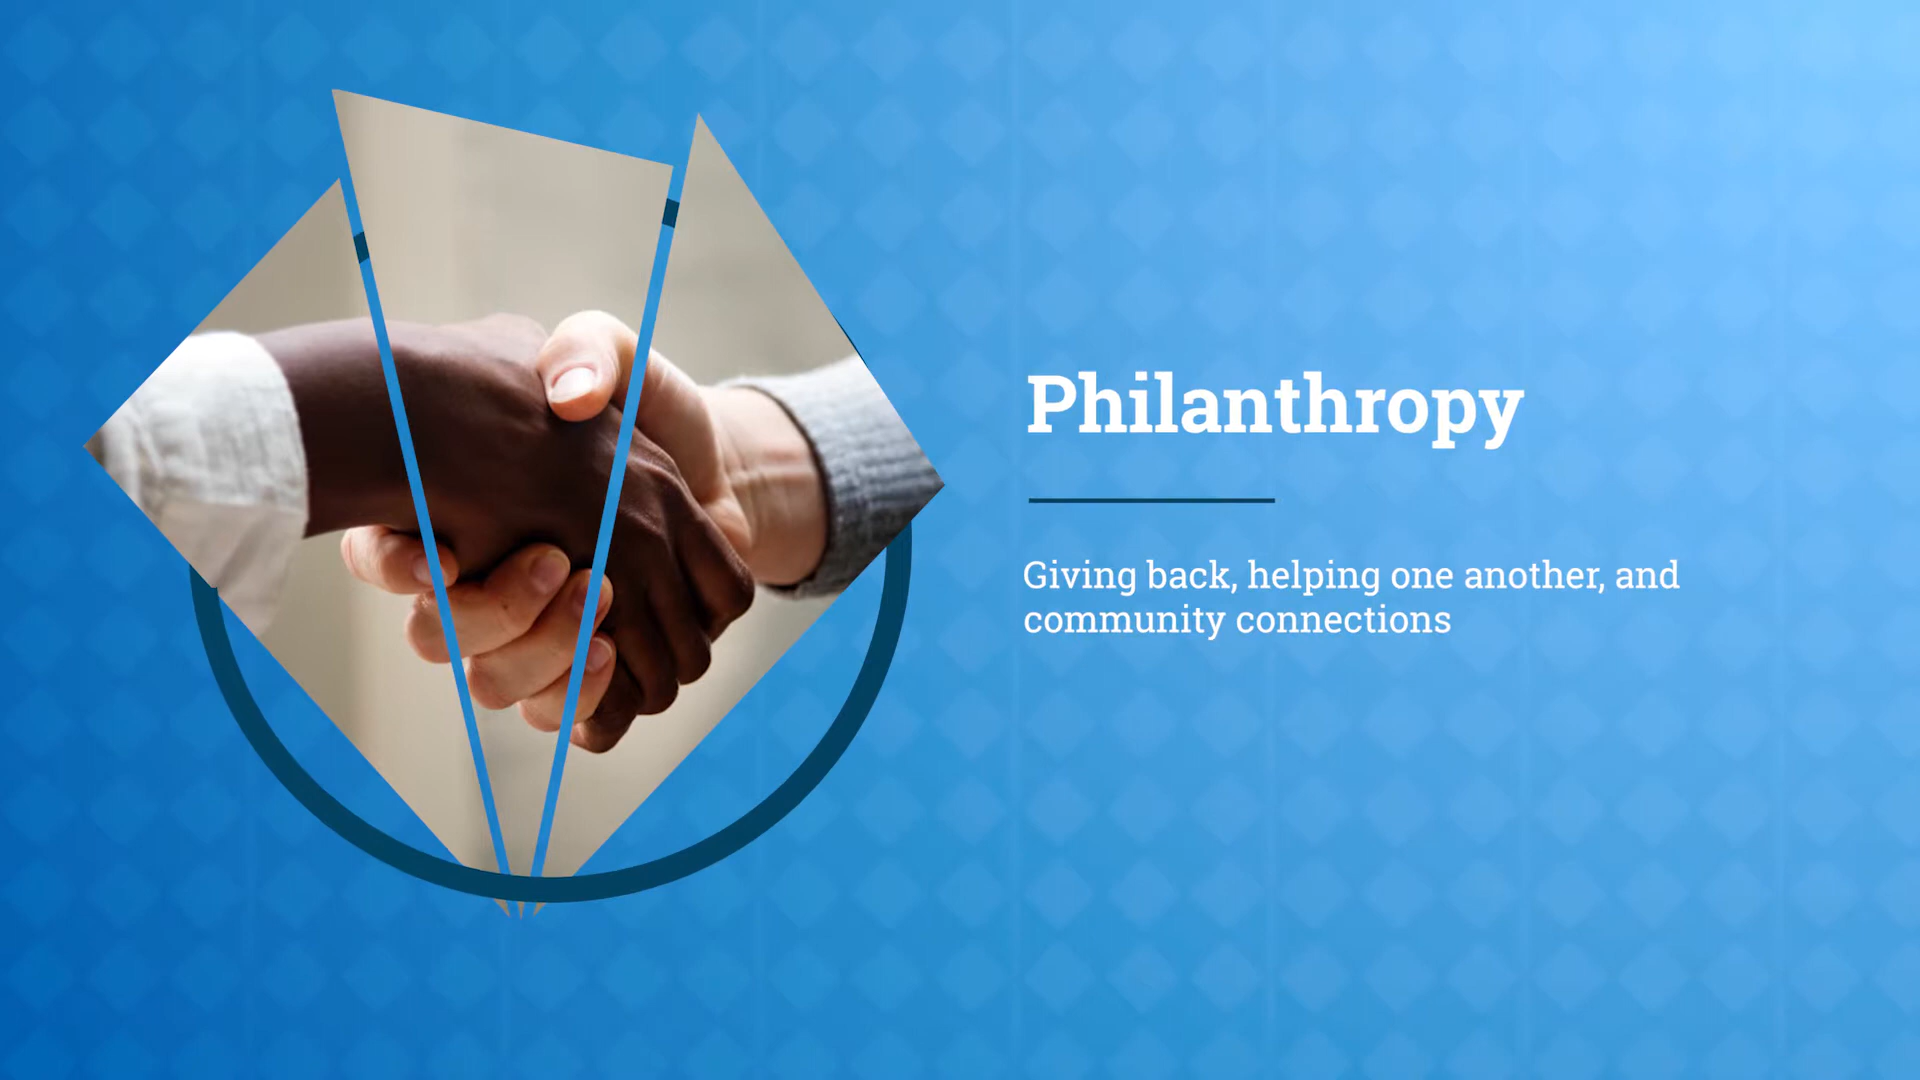 Philanthropy
Giving back, helping one another, and
community connections